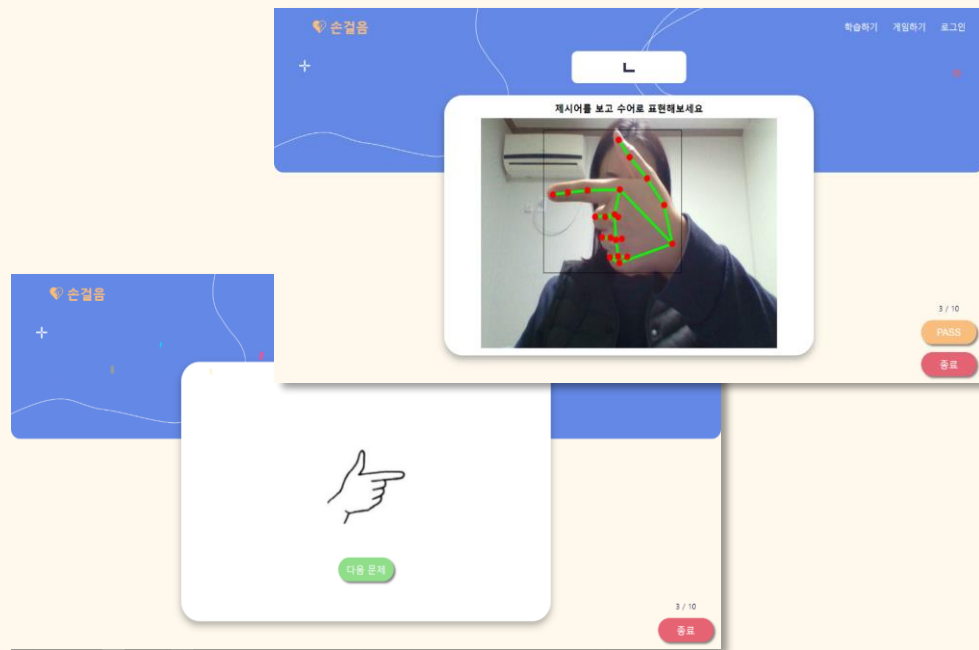 손걸음
학습하기 게임하기 로그인
ㄴ
제시어를 보고 수어로 표현해보세요
3 / 10
PASS
종료
손걸음
다음 문제
3 / 10
종료